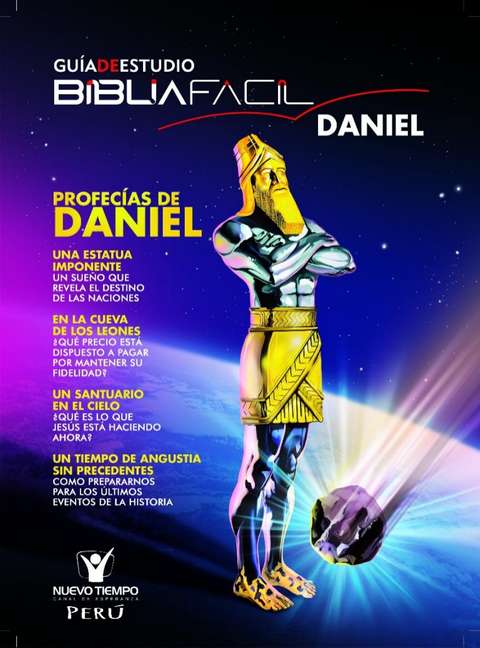 GUÍADEESTUDIO
BIBLIAFACIL
DANIEL
PROFECÍAS DE
DANIEL
UNA ESTATUA
IMPONENTE
UN SUEÑO QUE
REVELA EL DESTINO
DE LAS NACIONES
EN LA CUEVA
DE LOS LEONES
¿QUÉ PRECIO ESTÁ
DISPUESTO A PAGAR
POR MANTENER SU
FIDELIDAD?
UN SANTUARIO
EN EL CIELO
¿QUÉ ES LO QUE
JESÚS ESTÁ HACIENDO
AHORA?
UN TIEMPO DE ANGUSTIA
SIN PRECEDENTES
COMO PREPARARNOS
PARA LOS ÚLTIMOS
EVENTOS DE LA HISTORIA
NUEVO TIEMPO
CANAL DE ESPERANZA
PERÚ